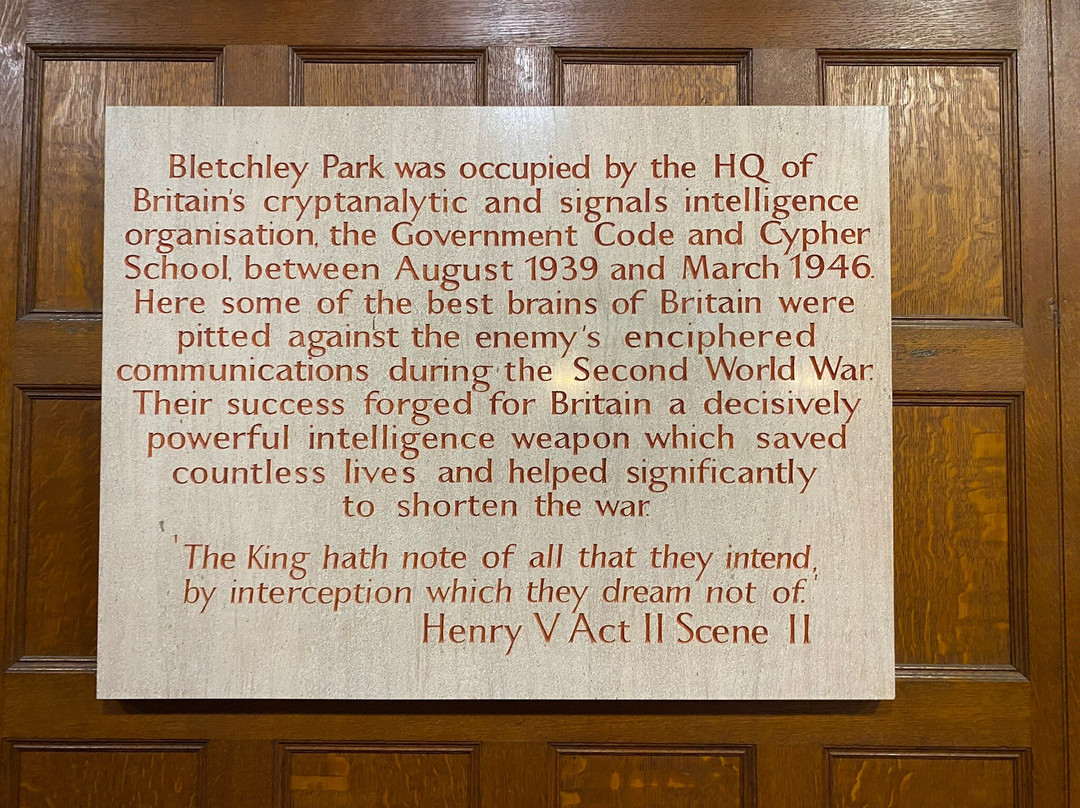 Bletchley Park was occupied by the HQ of
Britain's cryptanalytic and signals intelligence
organisation, the Government Code and Cypher
School, between August 1939 and March 1946.
Here some of the best brains of Britain were
pitted against the enemy's enciphered
communications during the Second World War.
Their success forged for Britain a decisively
powerful intelligence weapon which saved
countless lives and helped significantly
to shorten the war.
'The King hath note of all that they intend,
by interception which they dream not of.'
Henry V Act II Scene II